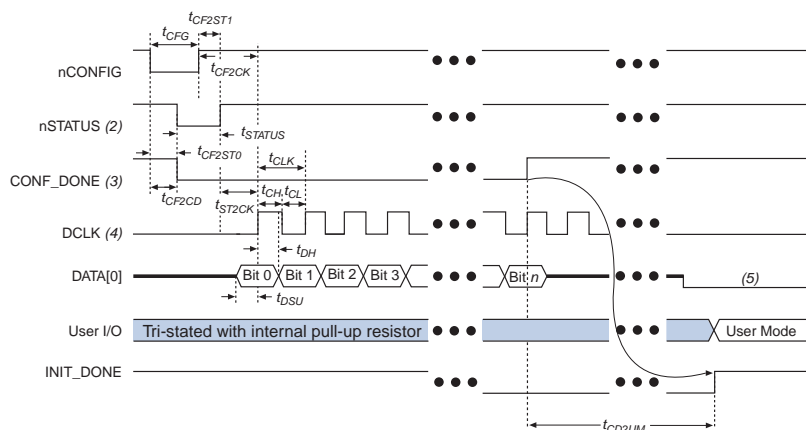 tCF2ST1
tCFG
nCONFIG
tCF2CK
nSTATUS (2)
tSTATUS
tCF2ST0
tCLK
CONF_DONE (3)
tCH tCL
tCF2CD
tST2CK
DCLK (4)
tDH
DATA[0]
Bit 0 Bit 1 Bit 2 Bit 3 Bit n (5)
tDSU
User I/O Tri-stated with internal pull-up resistor User Mode
INIT_DONE
tCD2UM